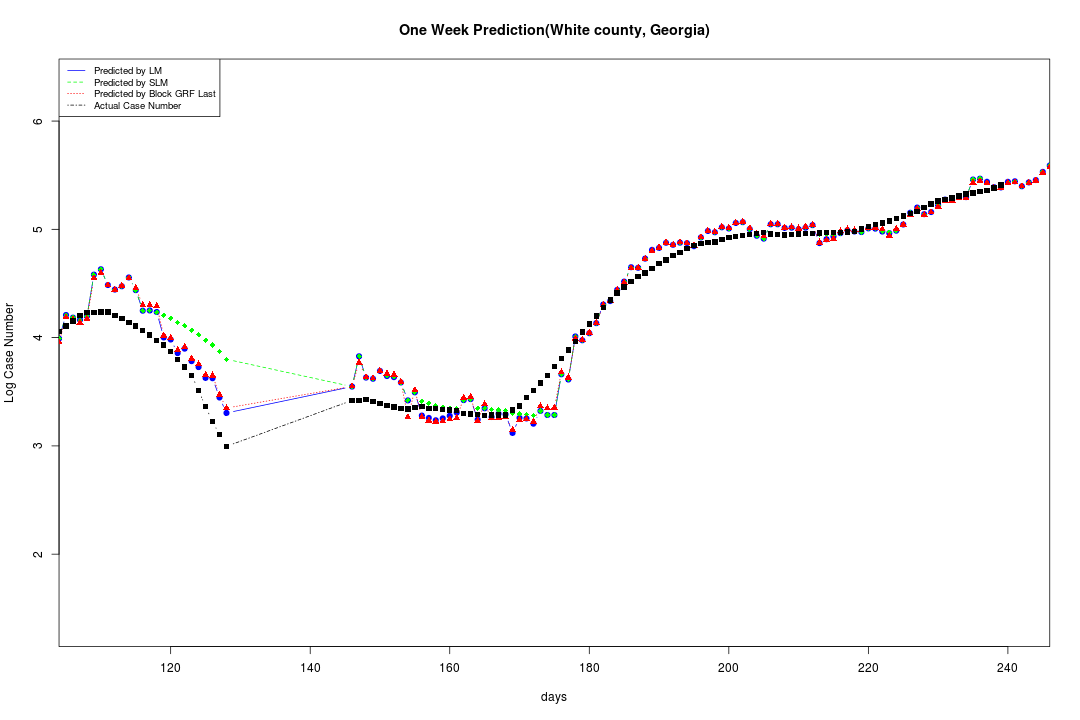 One Week Prediction(White county, Georgia)
Predicted by LM
Predicted by SLM
Predicted by Block GRF Last
Actual Case Number
6
5
4
3
2
Log Case Number
120 140 160 180 200 220 240
days